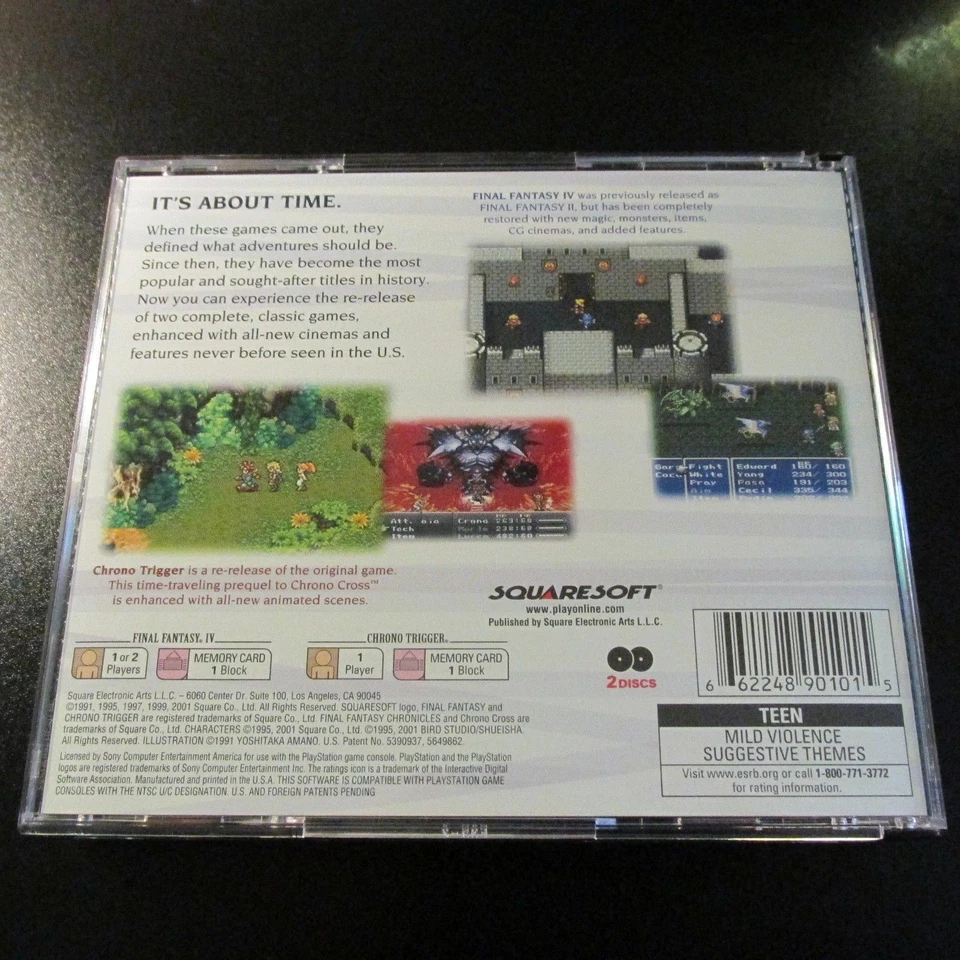 IT'S ABOUT TIME.
When these games came out, they
defined what adventures should be.
Since then, they have become the most
popular and sought-after titles in history.
Now you can experience the re-release
of two complete, classic games,
enhanced with all-new cinemas and
features never before seen in the U.S.
FINAL FANTASY IV was previously released as
FINAL FANTASY II, but has been completely
restored with new magic, monsters, items,
CG cinemas, and added features.
Fight
White
Pray
Edward 160/ 160
Yang 234/ 300
Rosa 191/ 203
Cecil 335/ 344
Att.
Tech
Item
Crono
Chrono Trigger is a re-release of the original game.
This time-traveling prequel to Chrono Cross™
is enhanced with all-new animated scenes.
SQUARESOFT®
www.playonline.com
Published by Square Electronic Arts L.L.C.
FINAL FANTASY® IV
1 or 2
Players
MEMORY CARD
1 Block
CHRONO TRIGGER®
1
Player
MEMORY CARD
1 Block
2 DISCS
6 62248 90101 5
Square Electronic Arts L.L.C. – 6060 Center Dr. Suite 100, Los Angeles, CA 90045
©1991, 1995, 1997, 1999, 2001 Square Co., Ltd. All Rights Reserved. SQUARESOFT logo, FINAL FANTASY and
CHRONO TRIGGER are registered trademarks of Square Co., Ltd. FINAL FANTASY CHRONICLES and Chrono Cross are
trademarks of Square Co., Ltd. CHARACTERS ©1995, 2001 Square Co., Ltd. ©1995, 2001 BIRD STUDIO/SHUEISHA.
All Rights Reserved. ILLUSTRATION ©1991 YOSHITAKA AMANO. U.S. Patent No. 5390937, 5649862.
Licensed by Sony Computer Entertainment America for use with the PlayStation game console. PlayStation and the PlayStation
logos are registered trademarks of Sony Computer Entertainment Inc. The ratings icon is a trademark of the Interactive Digital
Software Association. Manufactured and printed in the U.S.A. THIS SOFTWARE IS COMPATIBLE WITH PLAYSTATION GAME
CONSOLES WITH THE NTSC U/C DESIGNATION. U.S. AND FOREIGN PATENTS PENDING
TEEN
MILD VIOLENCE
SUGGESTIVE THEMES
Visit www.esrb.org or call 1-800-771-3772
for rating information.